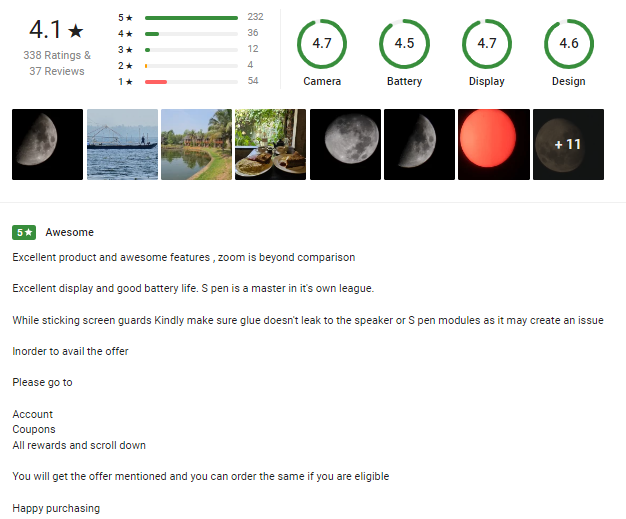 4.1 ★
338 Ratings &
37 Reviews
5 ★ 232
4 ★ 36
3 ★ 12
2 ★ 4
1 ★ 54
4.7 4.5 4.7 4.6
Camera Battery Display Design
+ 11
5 ★ Awesome
Excellent product and awesome features , zoom is beyond comparison
Excellent display and good battery life. S pen is a master in it's own league.
While sticking screen guards Kindly make sure glue doesn't leak to the speaker or S pen modules as it may create an issue
Inorder to avail the offer
Please go to
Account
Coupons
All rewards and scroll down
You will get the offer mentioned and you can order the same if you are eligible
Happy purchasing